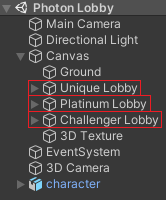 Photon Lobby
Main Camera
Directional Light
Canvas
Ground
Unique Lobby
Platinum Lobby
Challenger Lobby
3D Texture
EventSystem
3D Camera
character